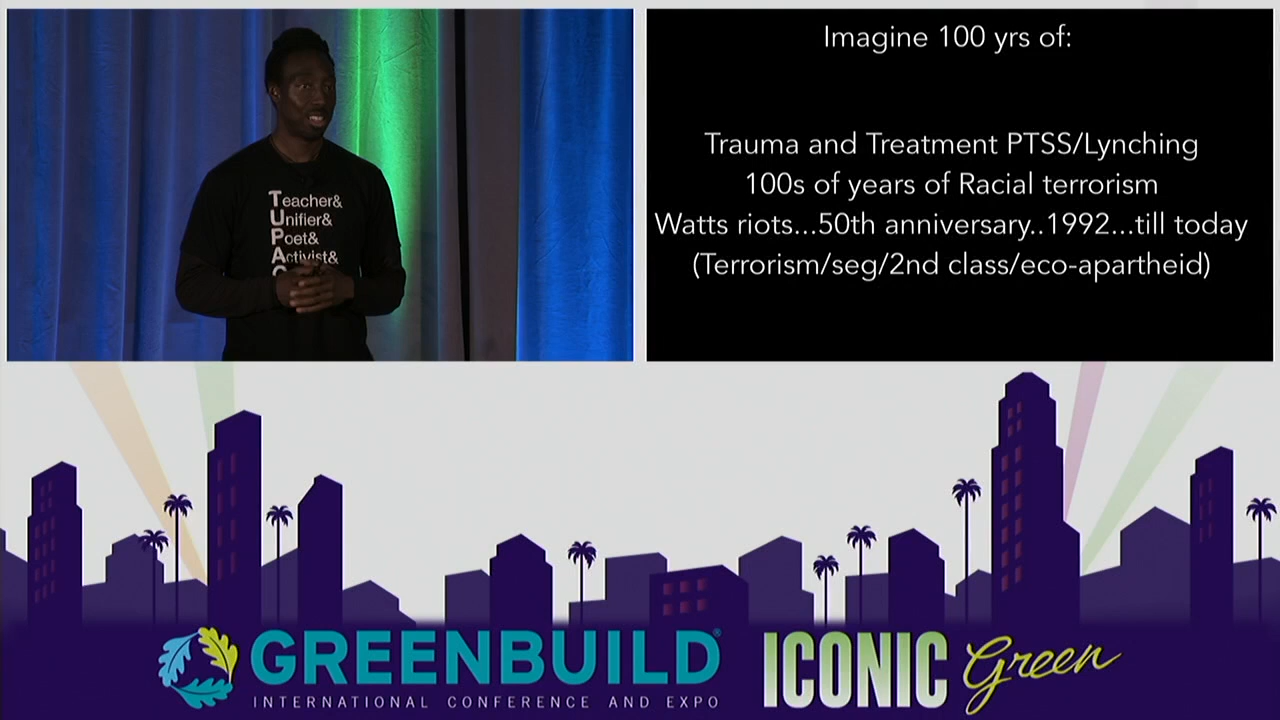 Teacher&
Unifier&
Poet&
Activist&
Imagine 100 yrs of:
Trauma and Treatment PTSS/Lynching
100s of years of Racial terrorism
Watts riots...50th anniversary..1992...till today
(Terrorism/seg/2nd class/eco-apartheid)
GREENBUILD®
INTERNATIONAL CONFERENCE AND EXPO
ICONIC Green